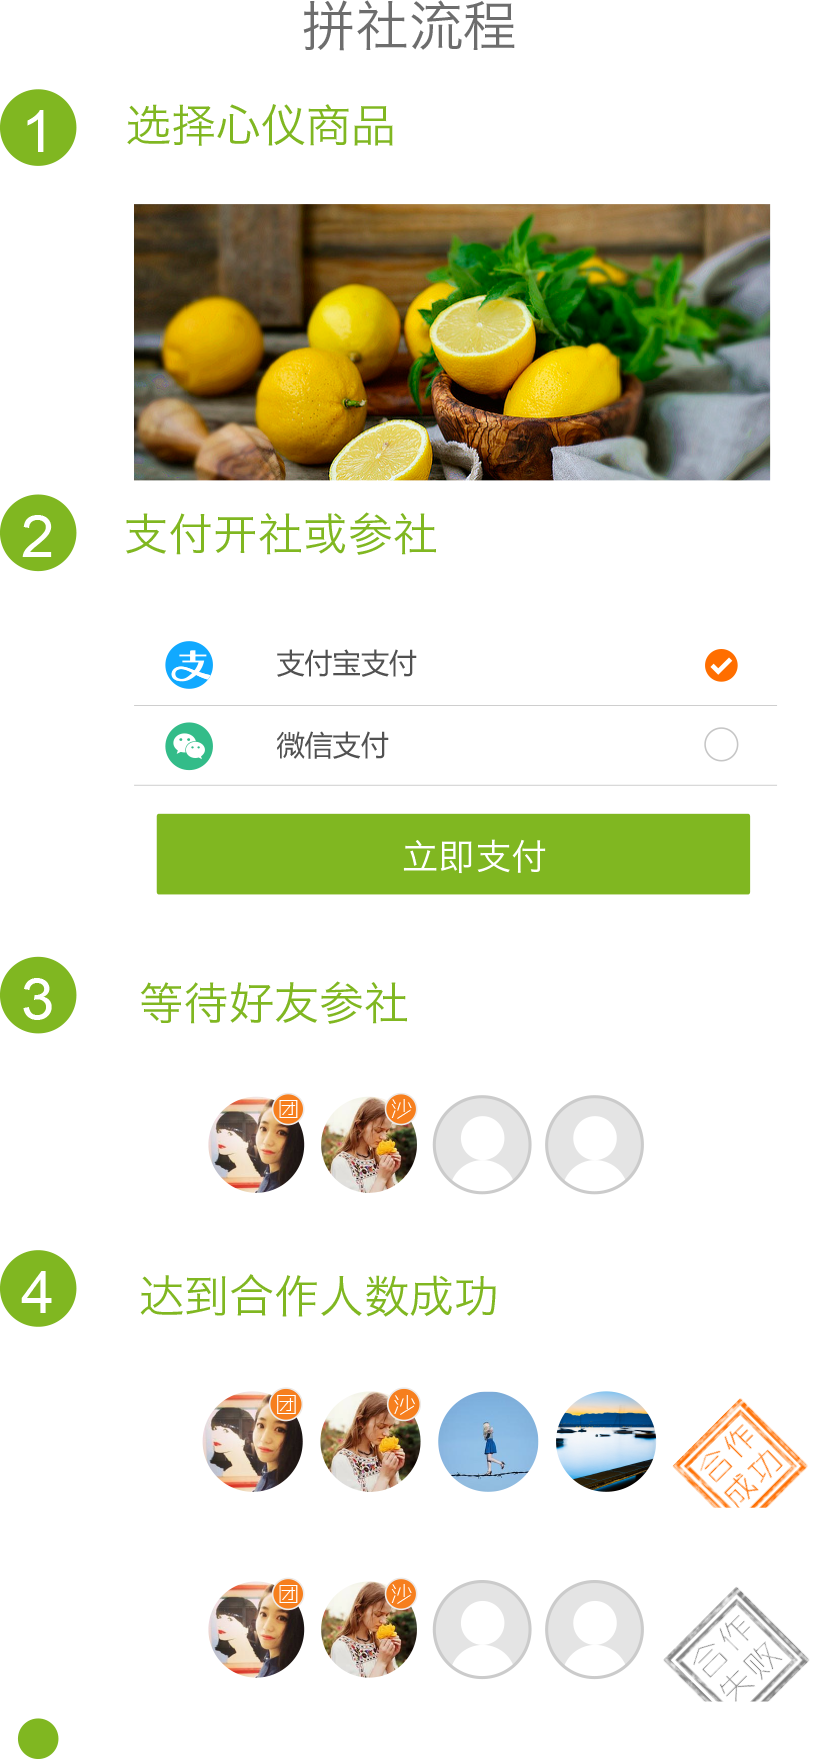 拼社流程
1 选择心仪商品
2 支付开社或参社
支 支付宝支付
微信支付
立即支付
3 等待好友参社
团 沙
4 达到合作人数成功
团 沙
合作
成功
团 沙
合作
失败